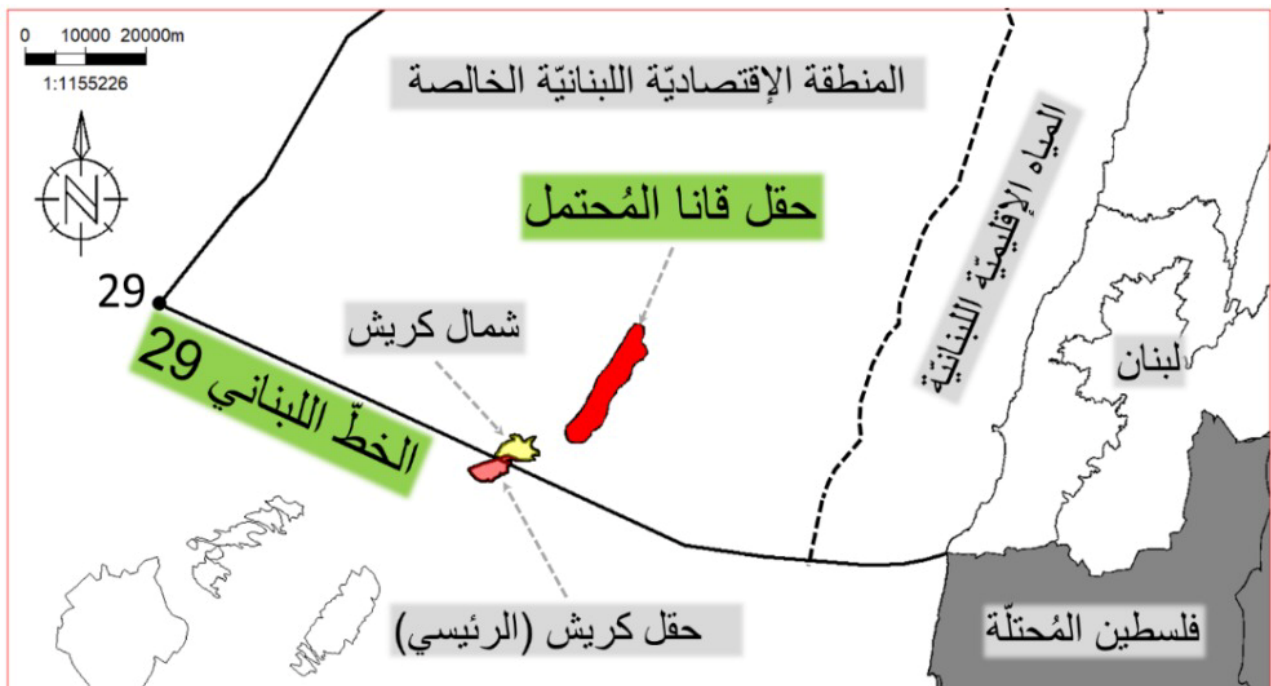 0 10000 20000m
1:1155226
N
المنطقة الإقتصاديّة اللبنانيّة الخالصة
المياه الإقليميّة اللبنانيّة
حقل قانا المُحتمل
29
شمال كريش
الخطّ اللبناني 29
لبنان
حقل كريش (الرئيسي)
فلسطين المُحتلّة